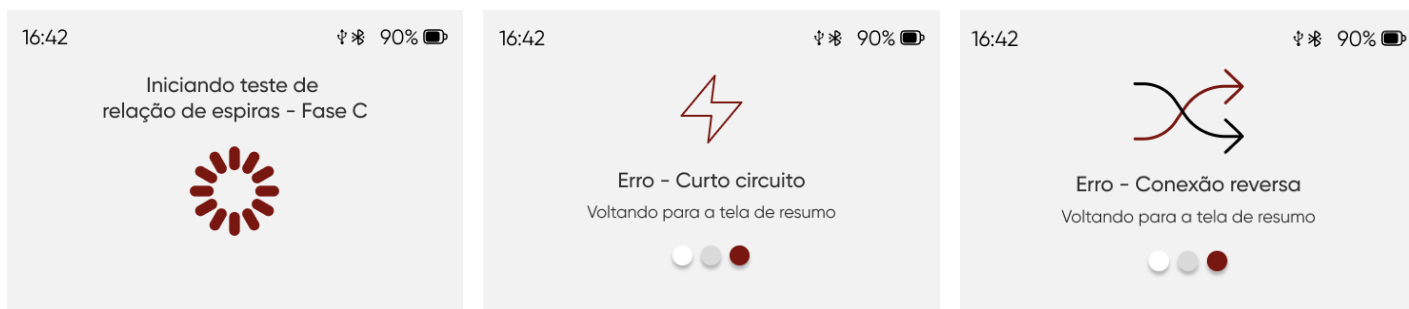 16:42 90%
Iniciando teste de
relação de espiras - Fase C
16:42 90%
Erro - Curto circuito
Voltando para a tela de resumo
16:42 90%
Erro - Conexão reversa
Voltando para a tela de resumo